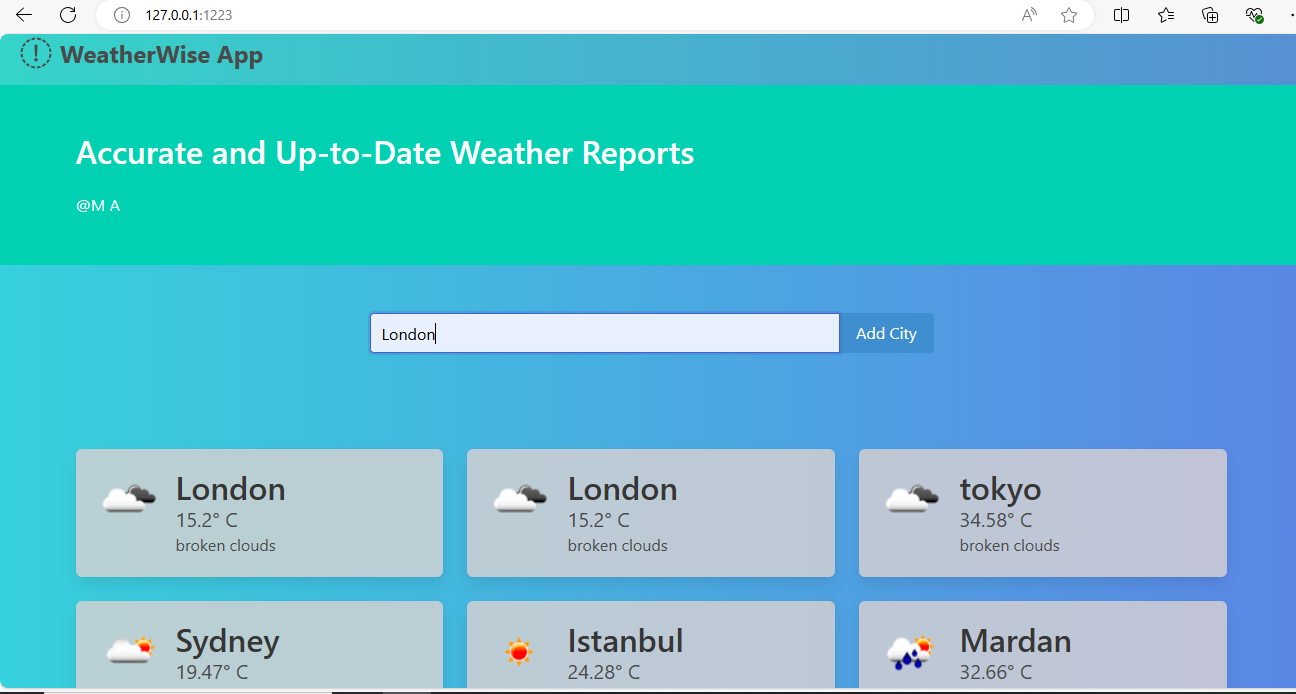 127.0.0.1:1223
WeatherWise App
Accurate and Up-to-Date Weather Reports
@M A
London
Add City
London
15.2° C
broken clouds
London
15.2° C
broken clouds
tokyo
34.58° C
broken clouds
Sydney
19.47° C
Istanbul
24.28° C
Mardan
32.66° C